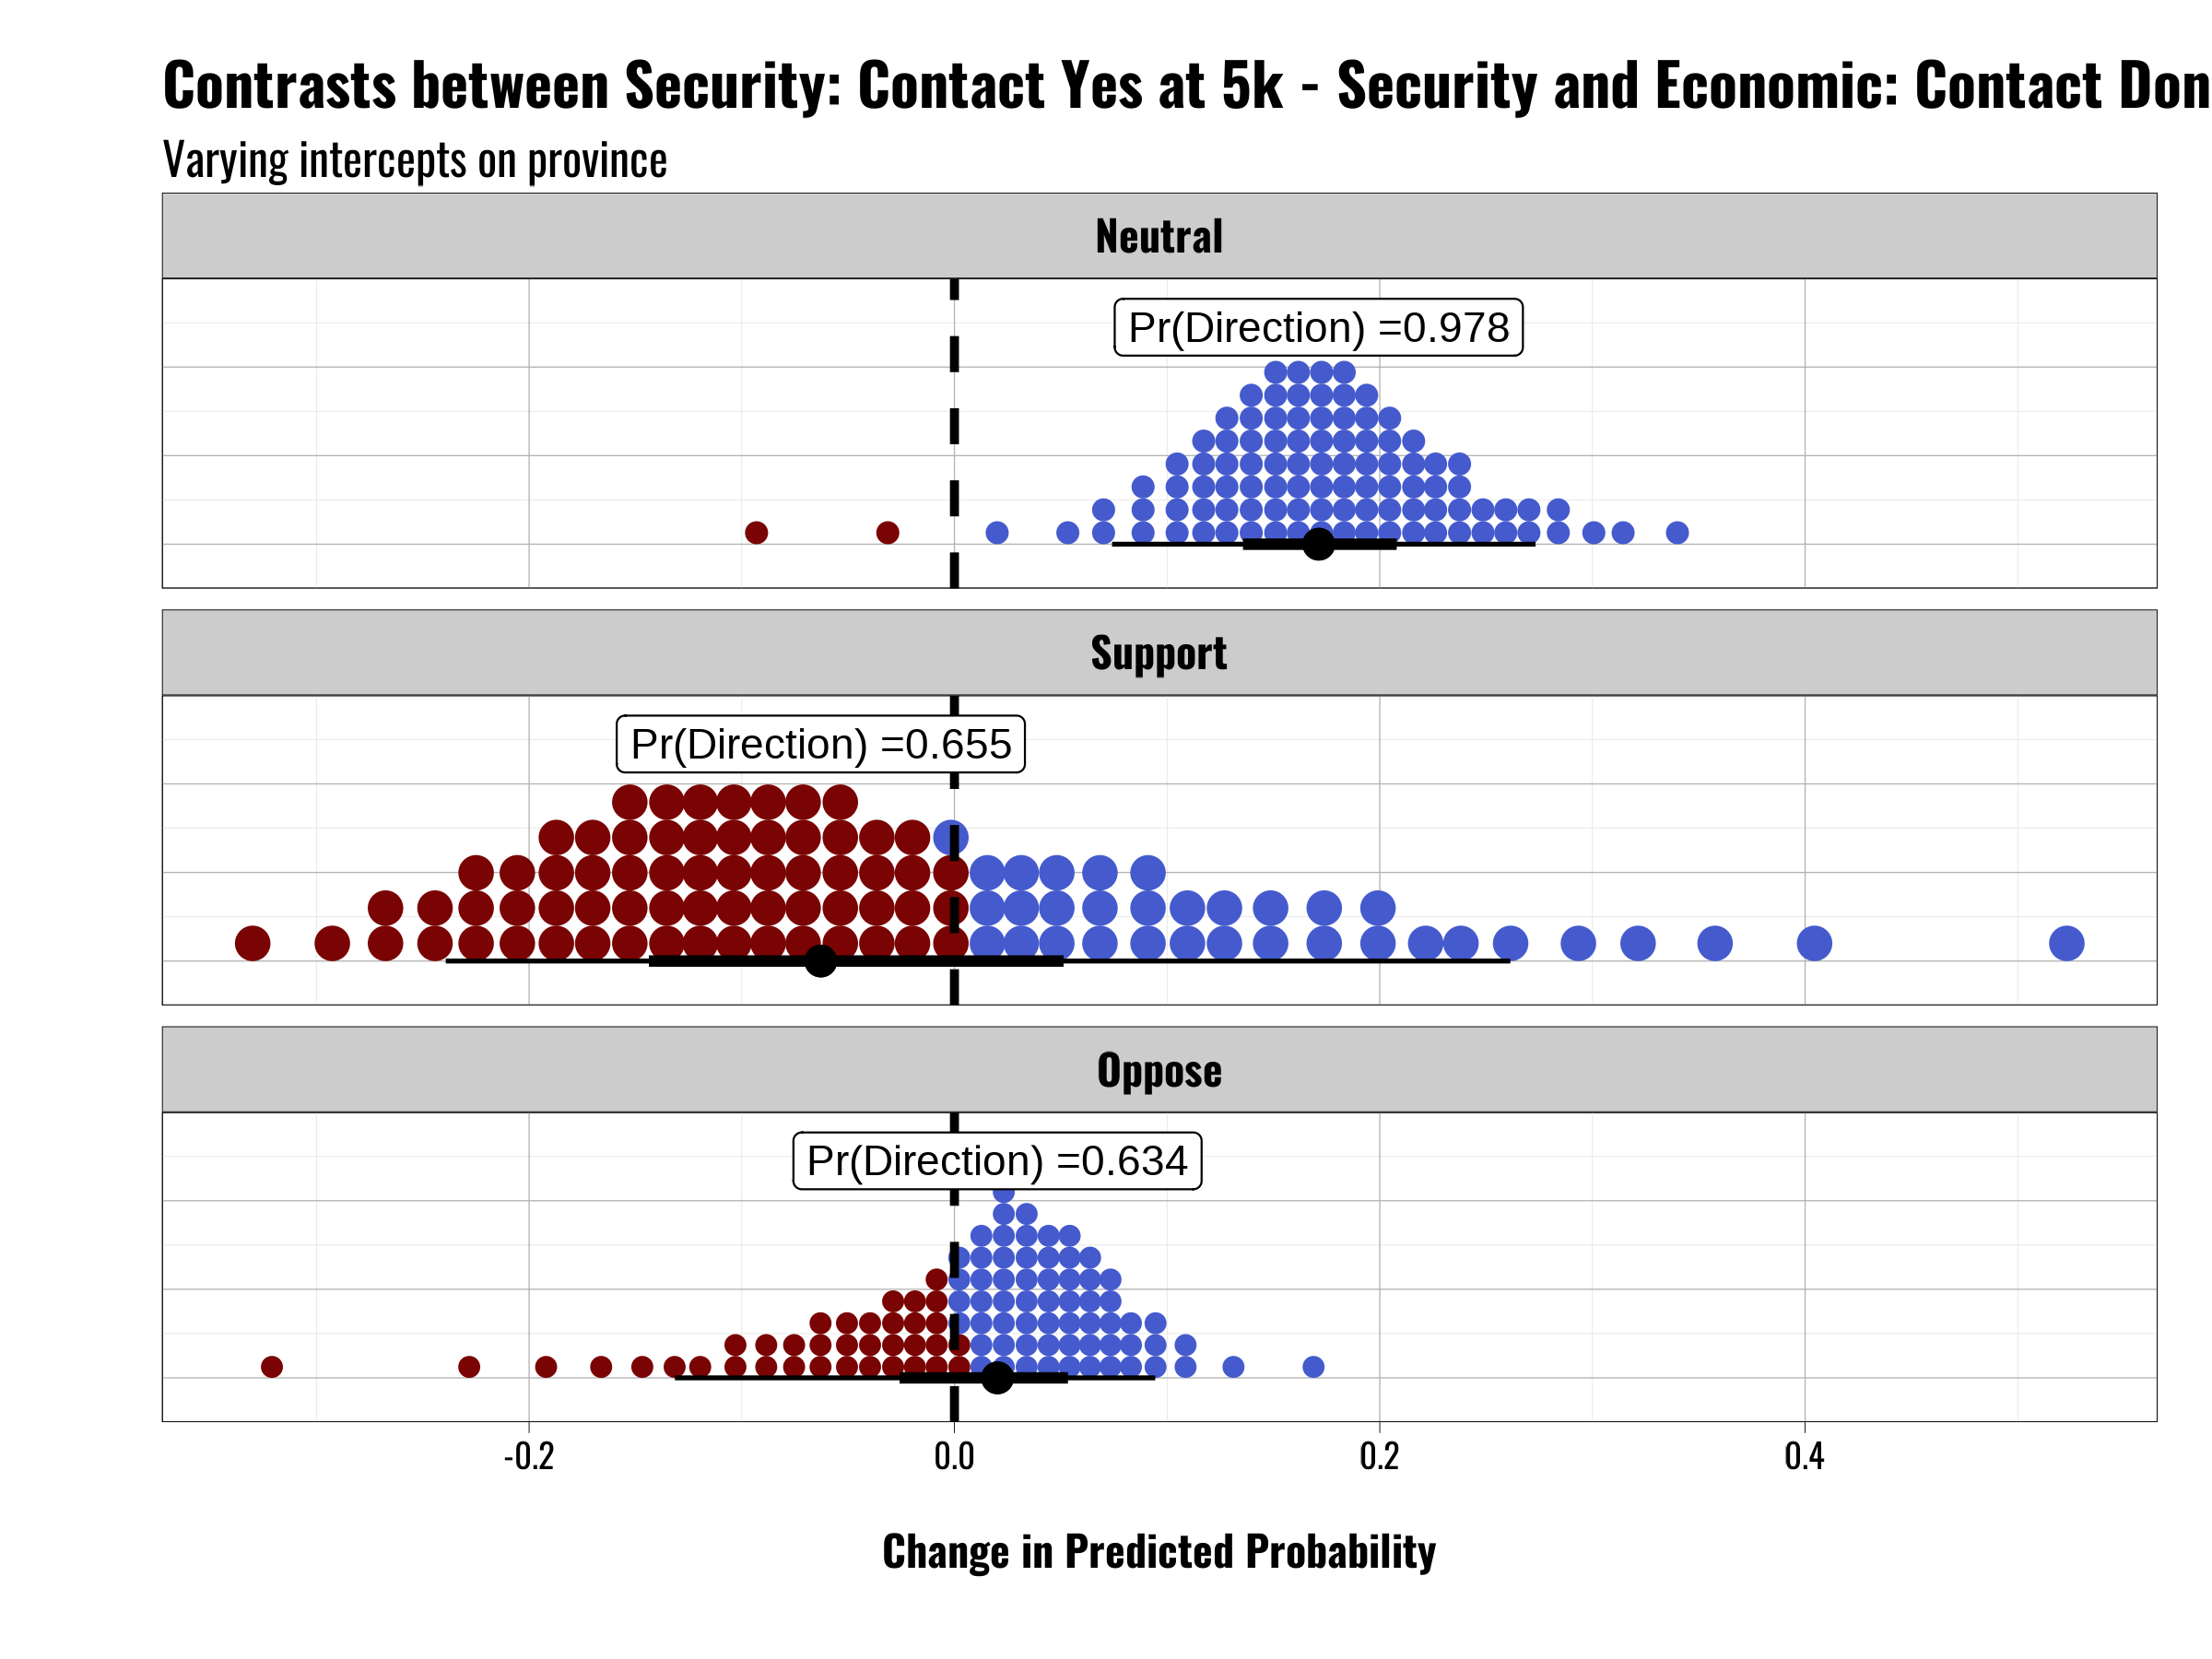 Contrasts between Security: Contact Yes at 5k - Security and Economic: Contact Don
Varying intercepts on province
Neutral
Pr(Direction) =0.978
Support
Pr(Direction) =0.655
Oppose
Pr(Direction) =0.634
-0.2 0.0 0.2 0.4
Change in Predicted Probability